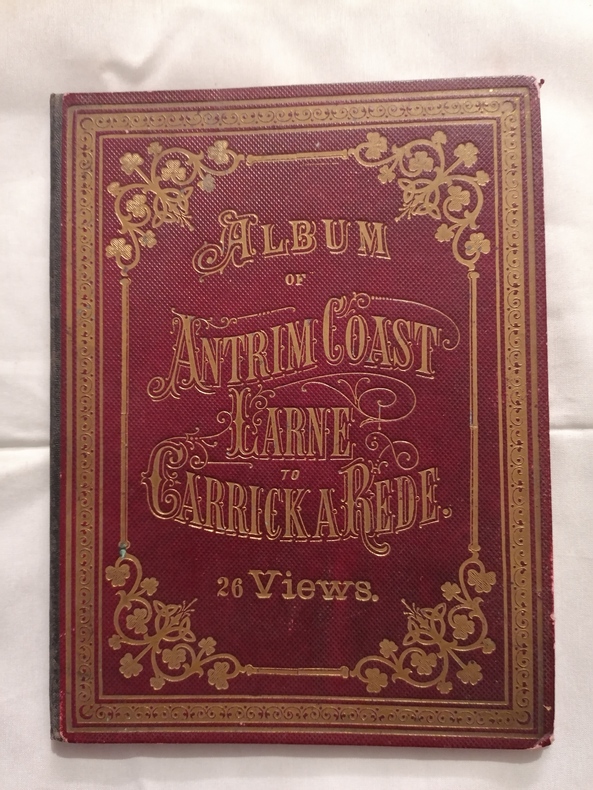 ALBUM
OF
ANTRIM COAST
LARNE
TO
CARRICK A REDE.
26 Views.